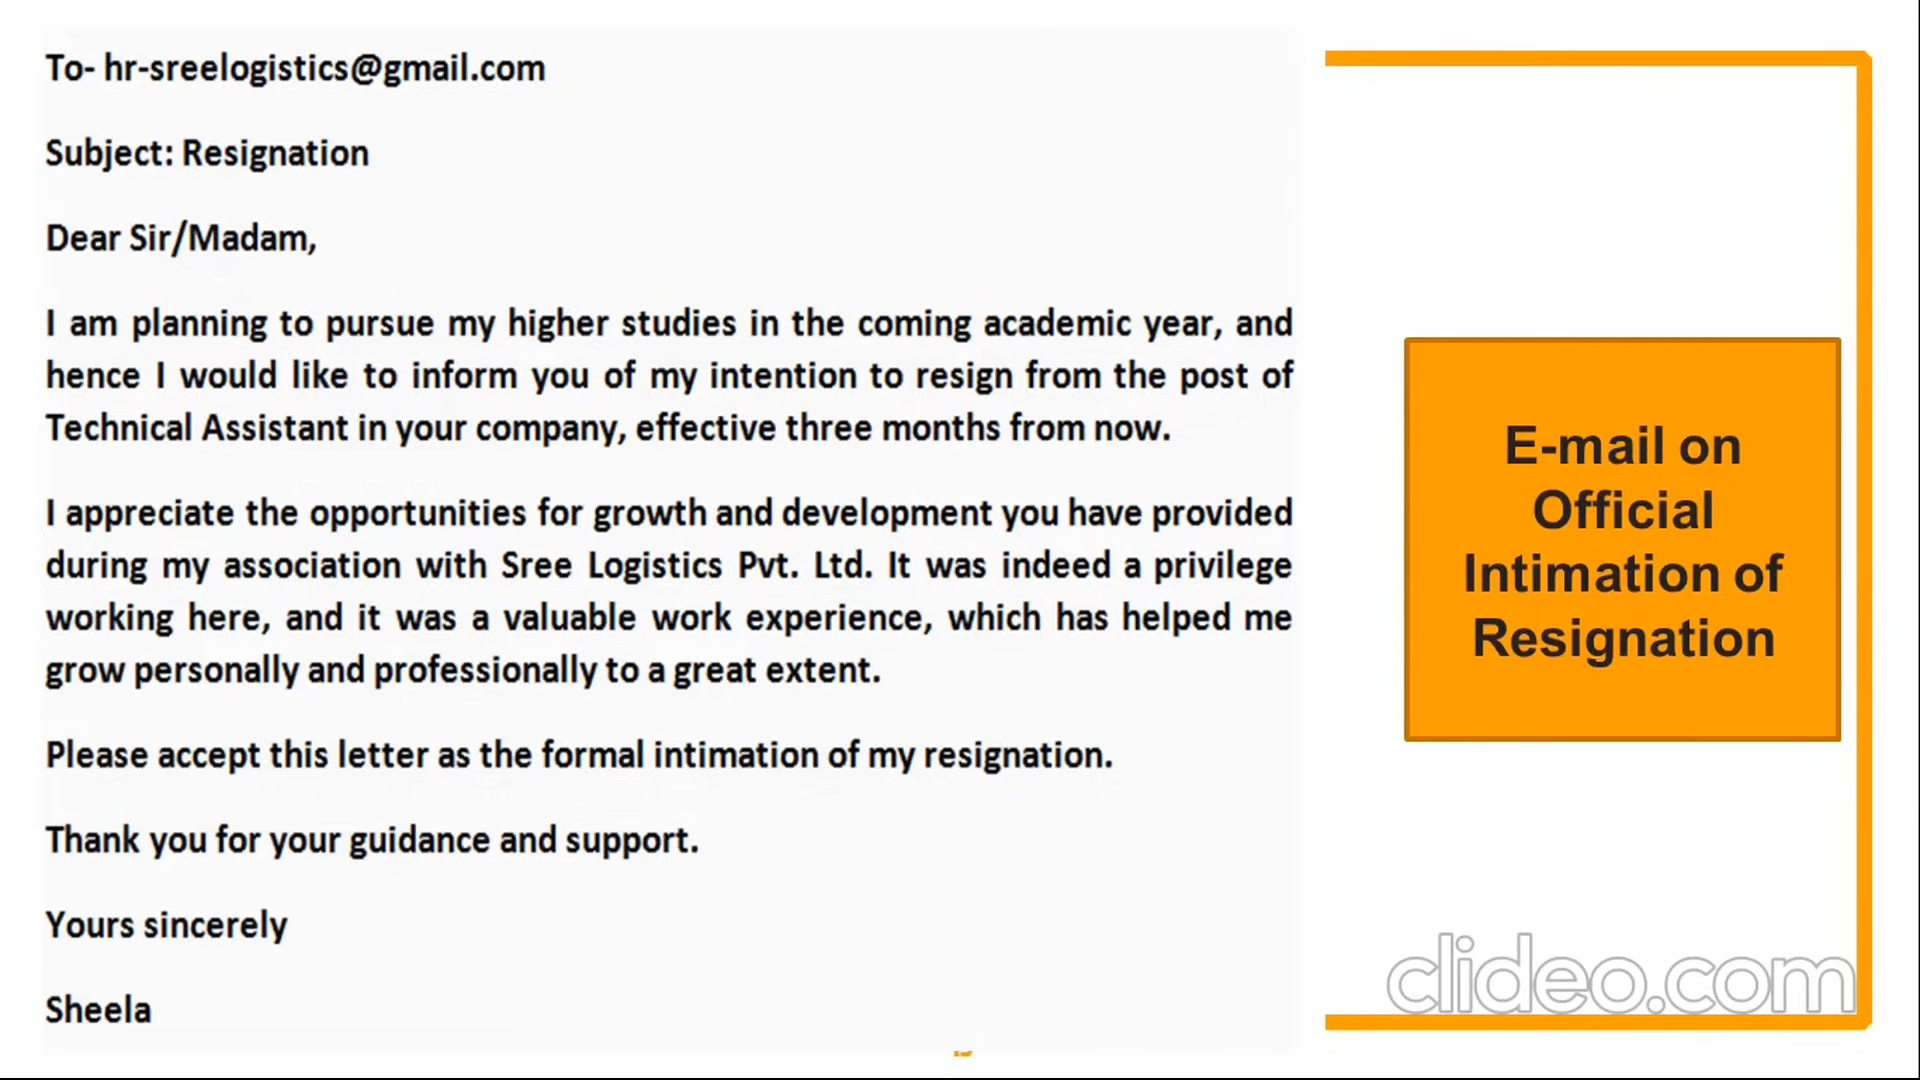 To- hr-sreelogistics@gmail.com
Subject: Resignation
Dear Sir/Madam,
I am planning to pursue my higher studies in the coming academic year, and
hence I would like to inform you of my intention to resign from the post of
Technical Assistant in your company, effective three months from now.
I appreciate the opportunities for growth and development you have provided
during my association with Sree Logistics Pvt. Ltd. It was indeed a privilege
working here, and it was a valuable work experience, which has helped me
grow personally and professionally to a great extent.
Please accept this letter as the formal intimation of my resignation.
Thank you for your guidance and support.
Yours sincerely
Sheela
E-mail on
Official
Intimation of
Resignation
clideo.com